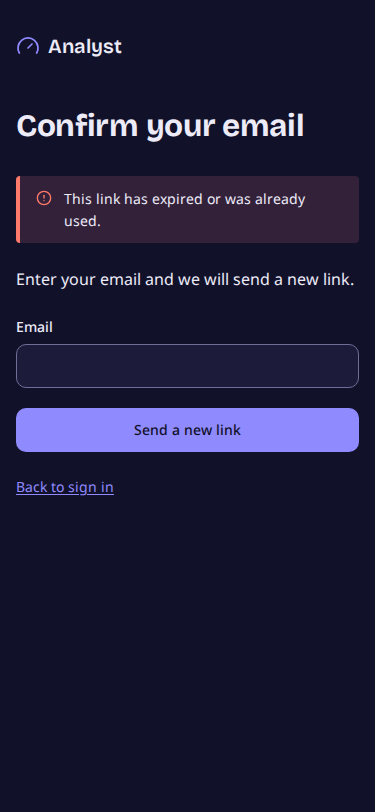 Analyst
Confirm your email
This link has expired or was already
used.
Enter your email and we will send a new link.
Email
Send a new link
Back to sign in